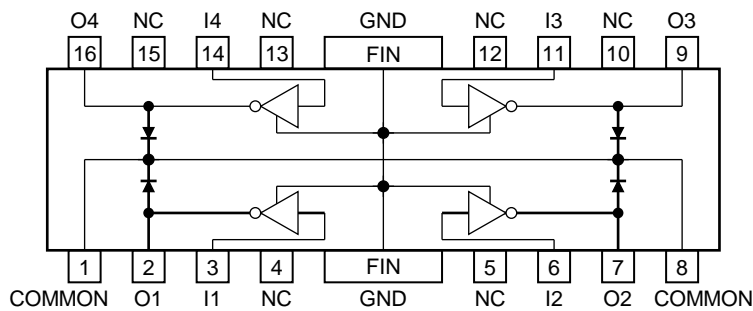 O4 NC I4 NC GND NC I3 NC O3
16 15 14 13 FIN 12 11 10 9
1 2 3 4 FIN 5 6 7 8
COMMON O1 I1 NC GND NC I2 O2 COMMON